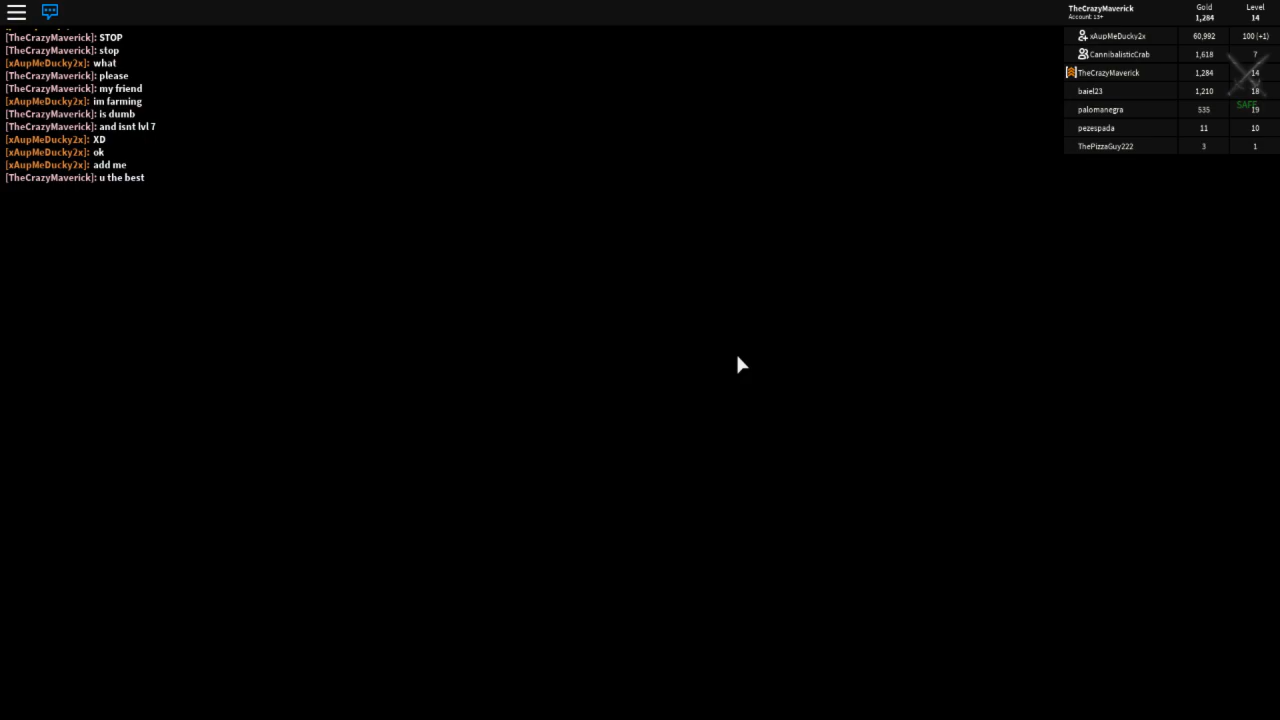 TheCrazyMaverick Gold Level
Account: 13+ 1,284 14
[TheCrazyMaverick]: STOP
[TheCrazyMaverick]: stop
[xAupMeDucky2x]: what
[TheCrazyMaverick]: please
[TheCrazyMaverick]: my friend
[xAupMeDucky2x]: im farming
[TheCrazyMaverick]: is dumb
[TheCrazyMaverick]: and isnt lvl 7
[xAupMeDucky2x]: XD
[xAupMeDucky2x]: ok
[xAupMeDucky2x]: add me
[TheCrazyMaverick]: u the best
xAupMeDucky2x 60,992 100 (+1)
CannibalisticCrab 1,618 7
TheCrazyMaverick 1,284 14
baiel23 1,210 18
SAFE
palomanegra 535 19
pezespada 11 10
ThePizzaGuy222 3 1